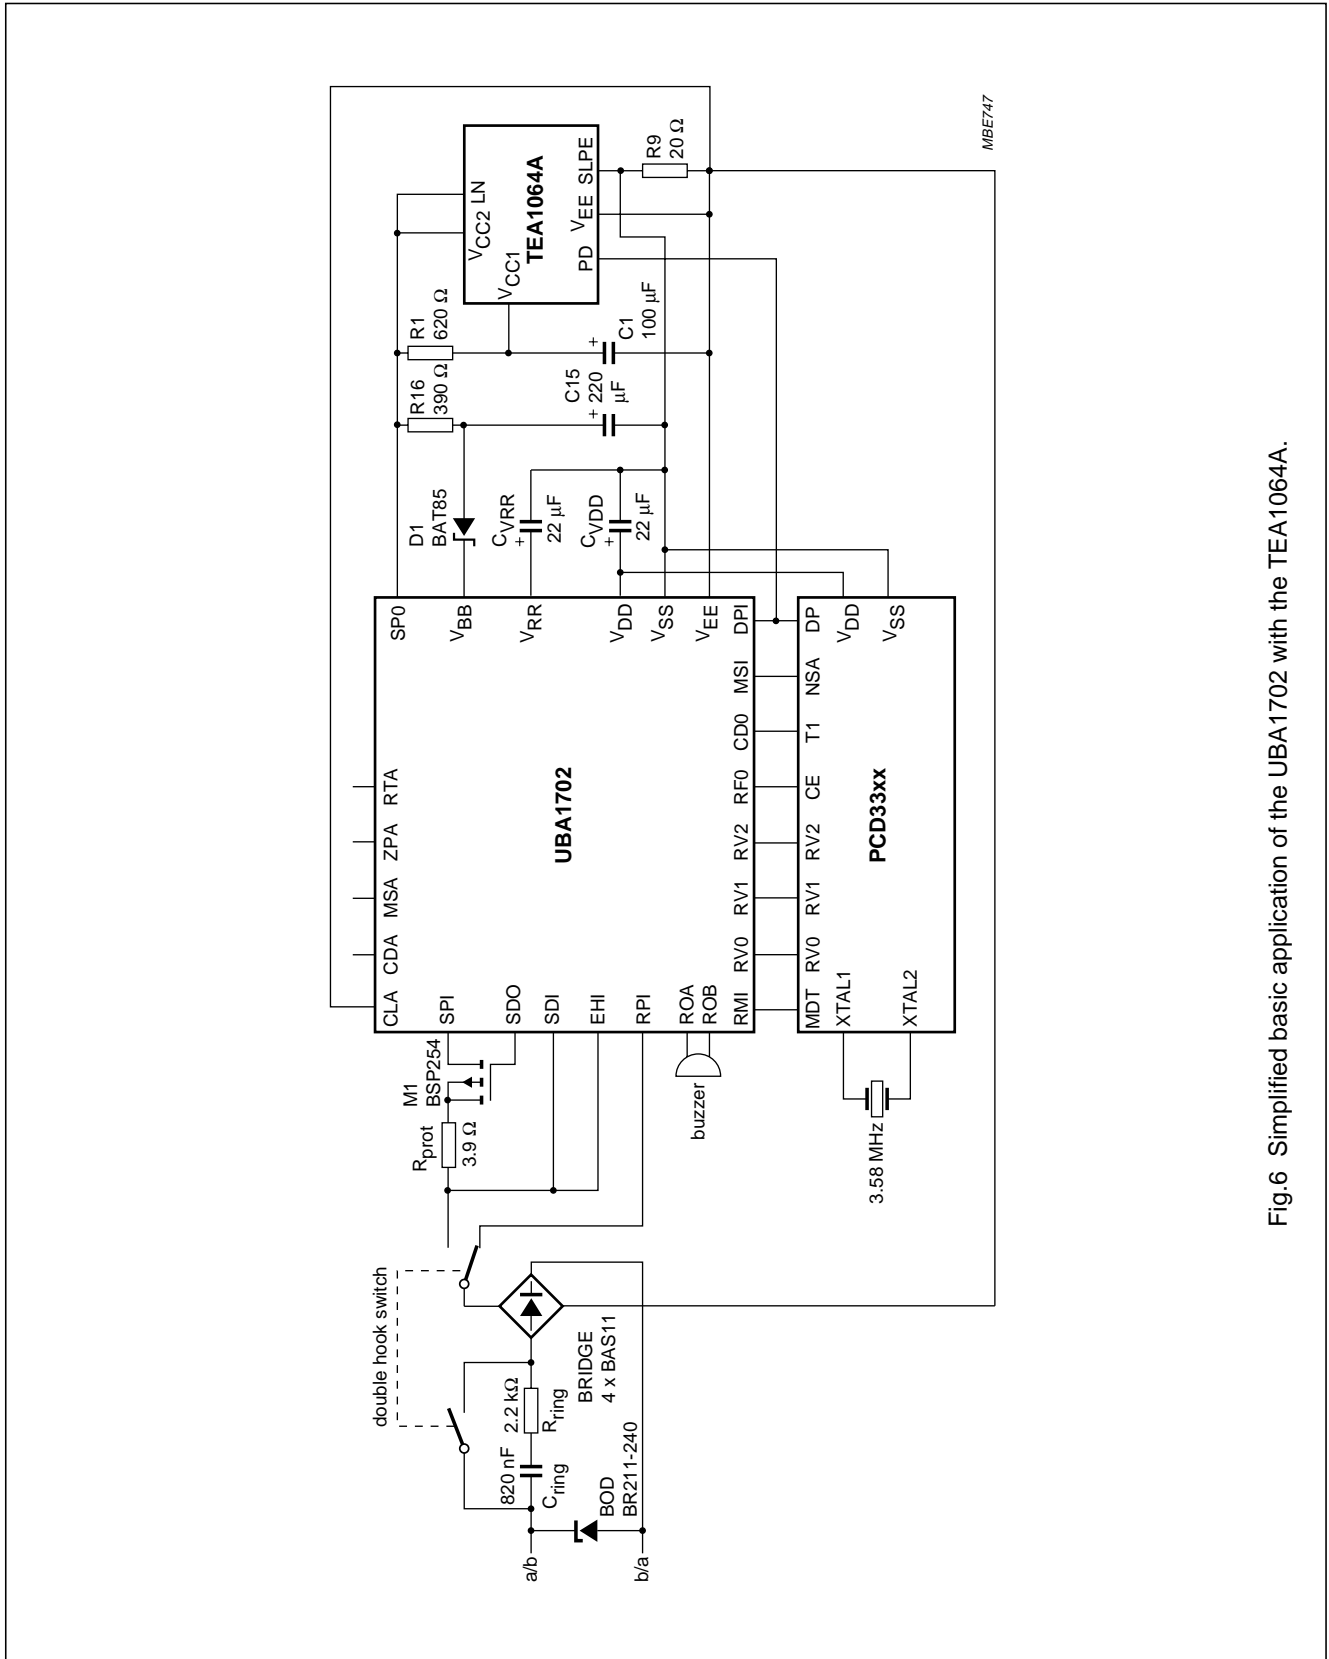 MBE747
TEA1064A
LN
VCC2
VCC1
SLPE
VEE
PD
R9
20 Ω
R1
620 Ω
R16
390 Ω
C1
100 µF
+
C15
220
µF
+
D1
BAT85
CVRR
22 µF
+
CVDD
22 µF
+
UBA1702
SP0
VBB
VRR
VDD
VSS
VEE
CLA
CDA
MSA
ZPA
RTA
SPI
SDO
SDI
EHI
RPI
ROA
ROB
RMI
RV0
RV1
RV2
RF0
CD0
MSI
DPI
PCD33xx
MDT
RV0
RV1
RV2
CE
T1
NSA
DP
VDD
VSS
XTAL1
XTAL2
3.58 MHz
buzzer
M1
BSP254
Rprot
3.9 Ω
double hook switch
BRIDGE
4 x BAS11
2.2 kΩ
Rring
820 nF
Cring
BOD
BR211-240
a/b
b/a
Fig.6 Simplified basic application of the UBA1702 with the TEA1064A.